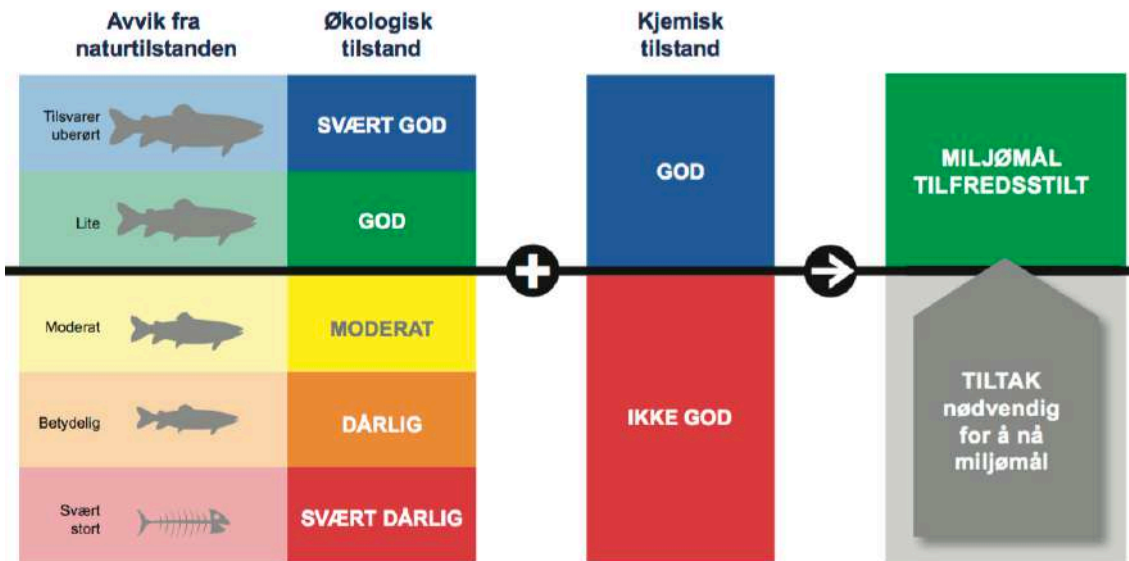 Avvik fra
naturtilstanden
Økologisk
tilstand
Kjemisk
tilstand
Tilsvarer
uberørt
SVÆRT GOD
Lite
GOD
GOD
MILJØMÅL
TILFREDSSTILT
Moderat
MODERAT
Betydelig
DÅRLIG
Svært
stort
SVÆRT DÅRLIG
IKKE GOD
TILTAK
nødvendig
for å nå
miljømål